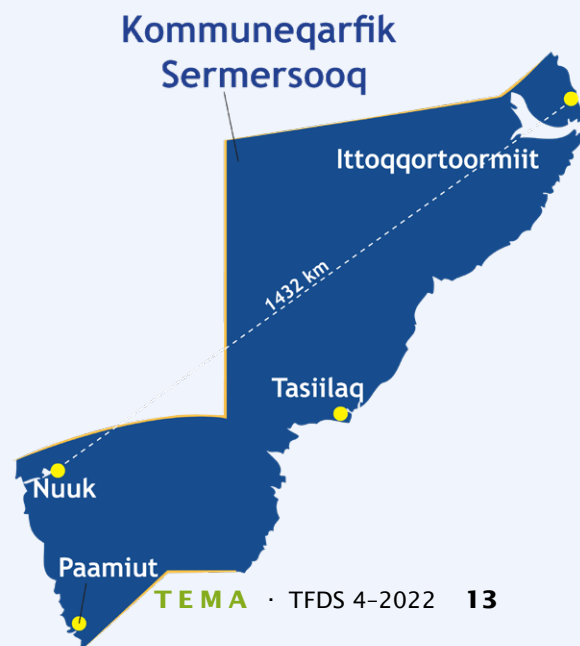 Kommuneqarfik
Sermersooq
Ittoqqortoormiit
1432 km
Tasiilaq
Nuuk
Paamiut
TEMA · TFDS 4-2022 13